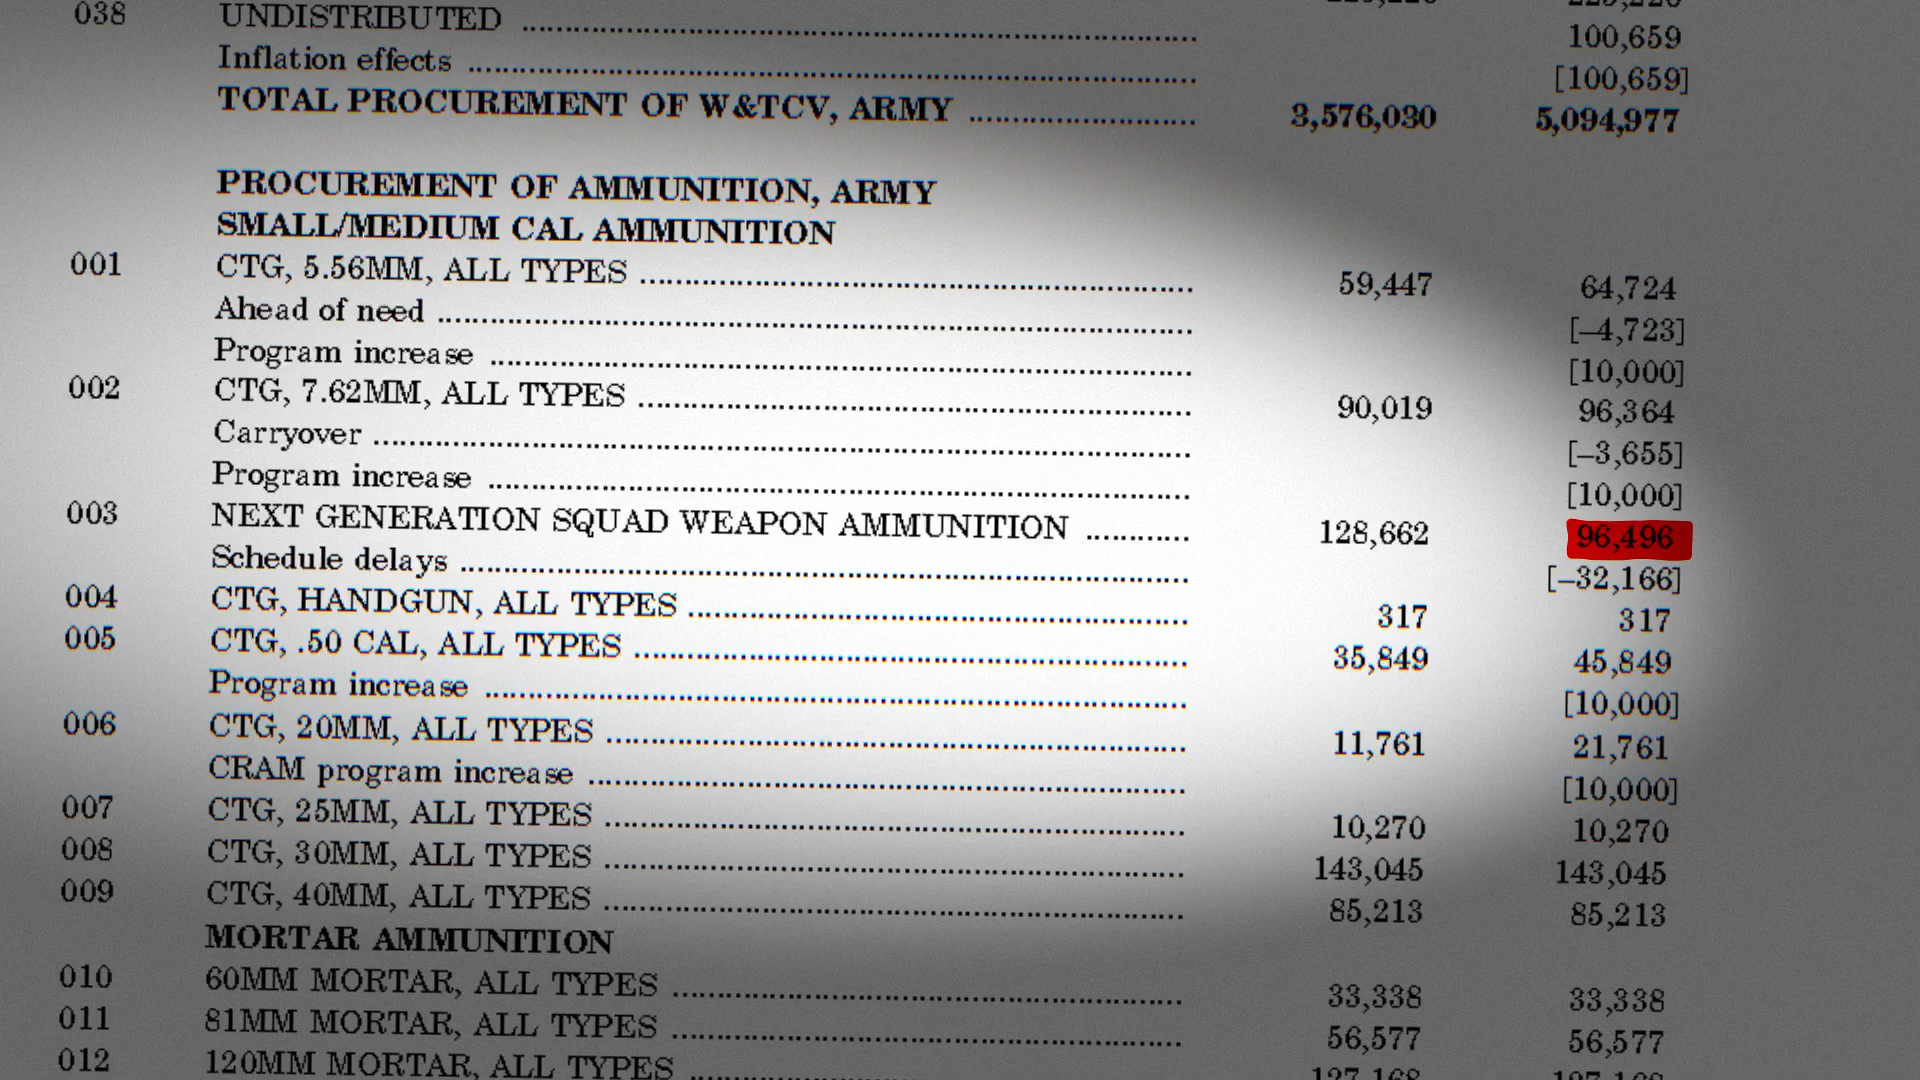 038 UNDISTRIBUTED 100,659
Inflation effects [100,659]
TOTAL PROCUREMENT OF W&TCV, ARMY 3,576,030 5,094,977
PROCUREMENT OF AMMUNITION, ARMY
SMALL/MEDIUM CAL AMMUNITION
001 CTG, 5.56MM, ALL TYPES 59,447 64,724
Ahead of need [–4,723]
Program increase [10,000]
002 CTG, 7.62MM, ALL TYPES 90,019 96,364
Carryover [–3,655]
Program increase [10,000]
003 NEXT GENERATION SQUAD WEAPON AMMUNITION 128,662 96,496
Schedule delays [–32,166]
004 CTG, HANDGUN, ALL TYPES 317 317
005 CTG, .50 CAL, ALL TYPES 35,849 45,849
Program increase [10,000]
006 CTG, 20MM, ALL TYPES 11,761 21,761
CRAM program increase [10,000]
007 CTG, 25MM, ALL TYPES 10,270 10,270
008 CTG, 30MM, ALL TYPES 143,045 143,045
009 CTG, 40MM, ALL TYPES 85,213 85,213
MORTAR AMMUNITION
010 60MM MORTAR, ALL TYPES 33,338 33,338
011 81MM MORTAR, ALL TYPES 56,577 56,577
012 120MM MORTAR, ALL TYPES